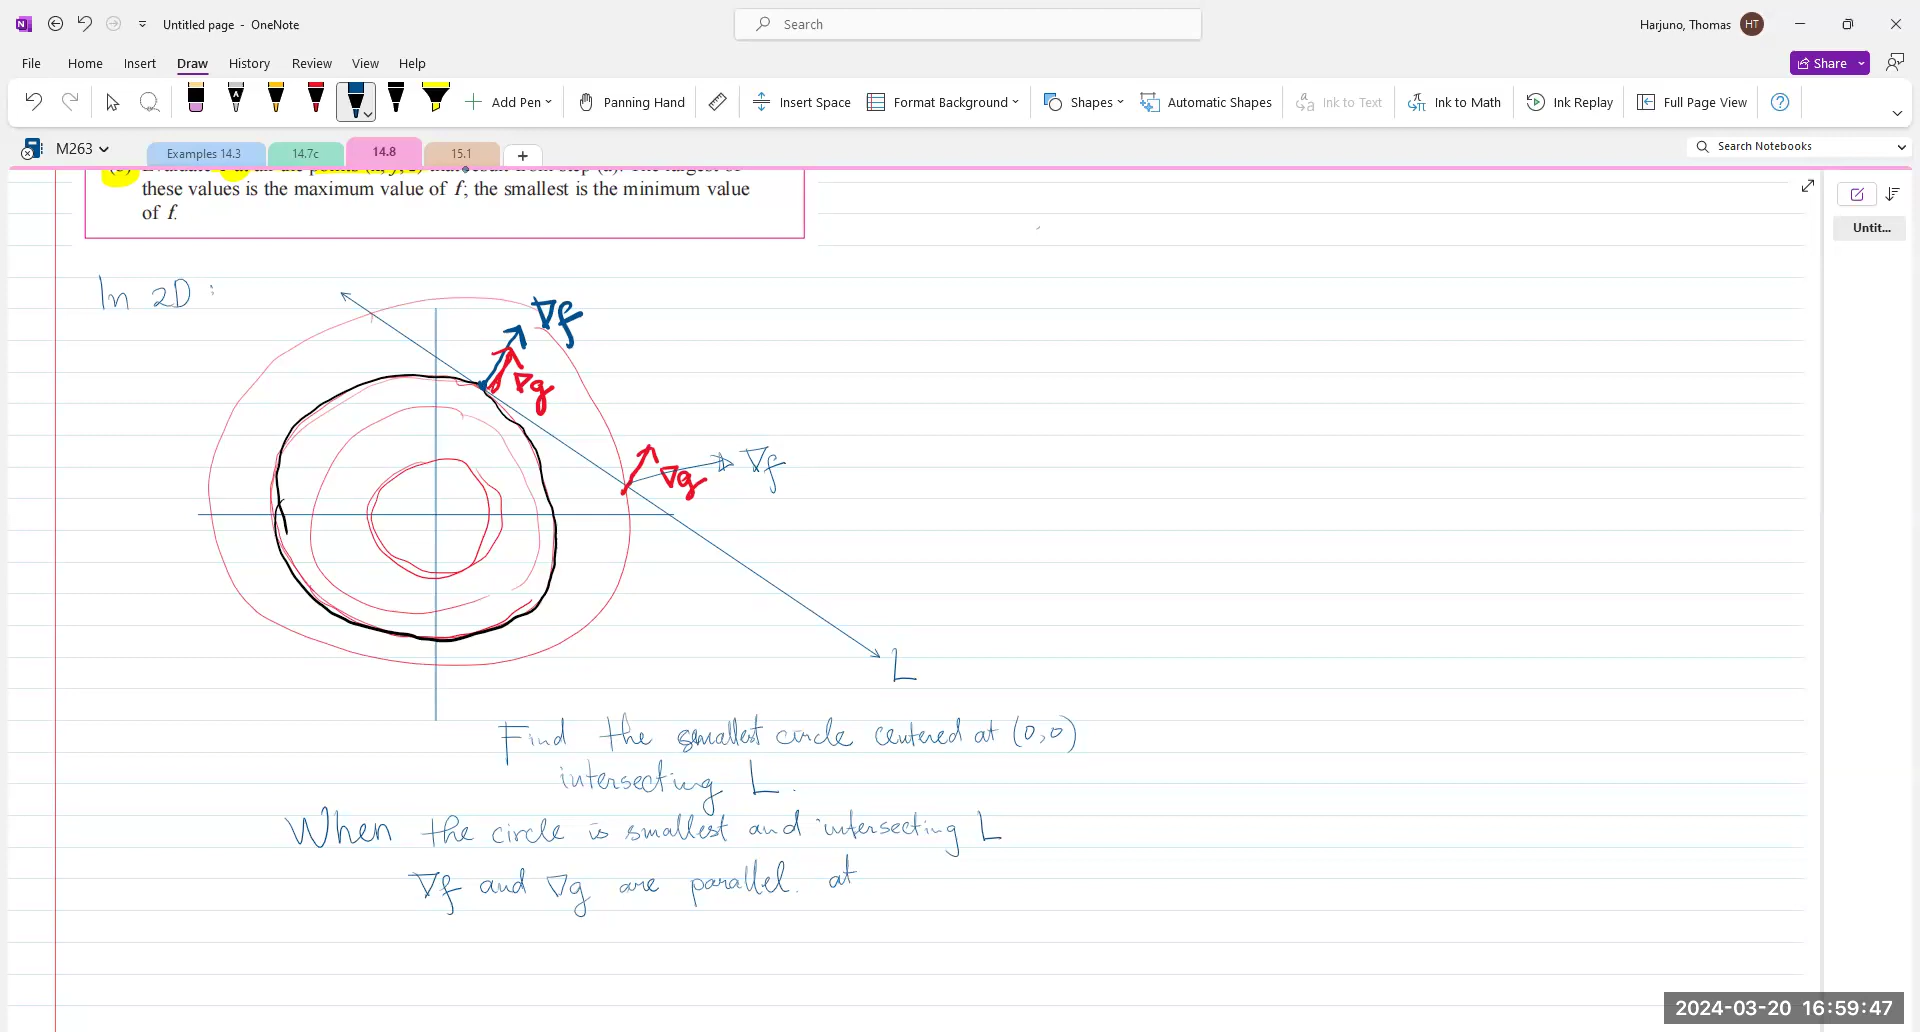 Untitled page - OneNote
Search
Harjuno, Thomas
HT
File Home Insert Draw History Review View Help
Share
Add Pen
Panning Hand
Insert Space
Format Background
Shapes
Automatic Shapes
Ink to Text
Ink to Math
Ink Replay
Full Page View
M263
Examples 14.3
14.7c
14.8
15.1
Search Notebooks
Untit...
these values is the maximum value of f; the smallest is the minimum value
of f.
In 2D :
∇f
∇g
∇g
∇f
L
Find the smallest circle centered at (0,0)
intersecting L.
When the circle is smallest and intersecting L
∇f and ∇g are parallel. at
2024-03-20 16:59:47